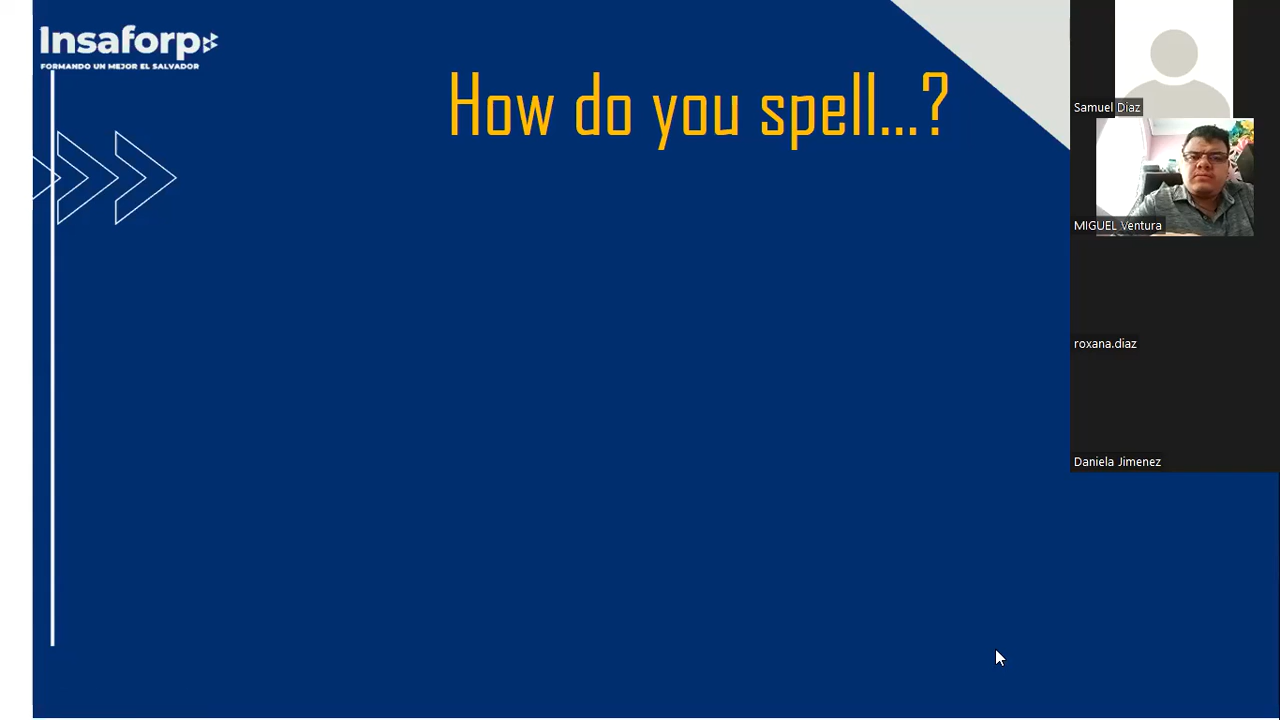 Insaforp
FORMANDO UN MEJOR EL SALVADOR
How do you spell...?
Samuel Diaz
MIGUEL Ventura
roxana.diaz
Daniela Jimenez